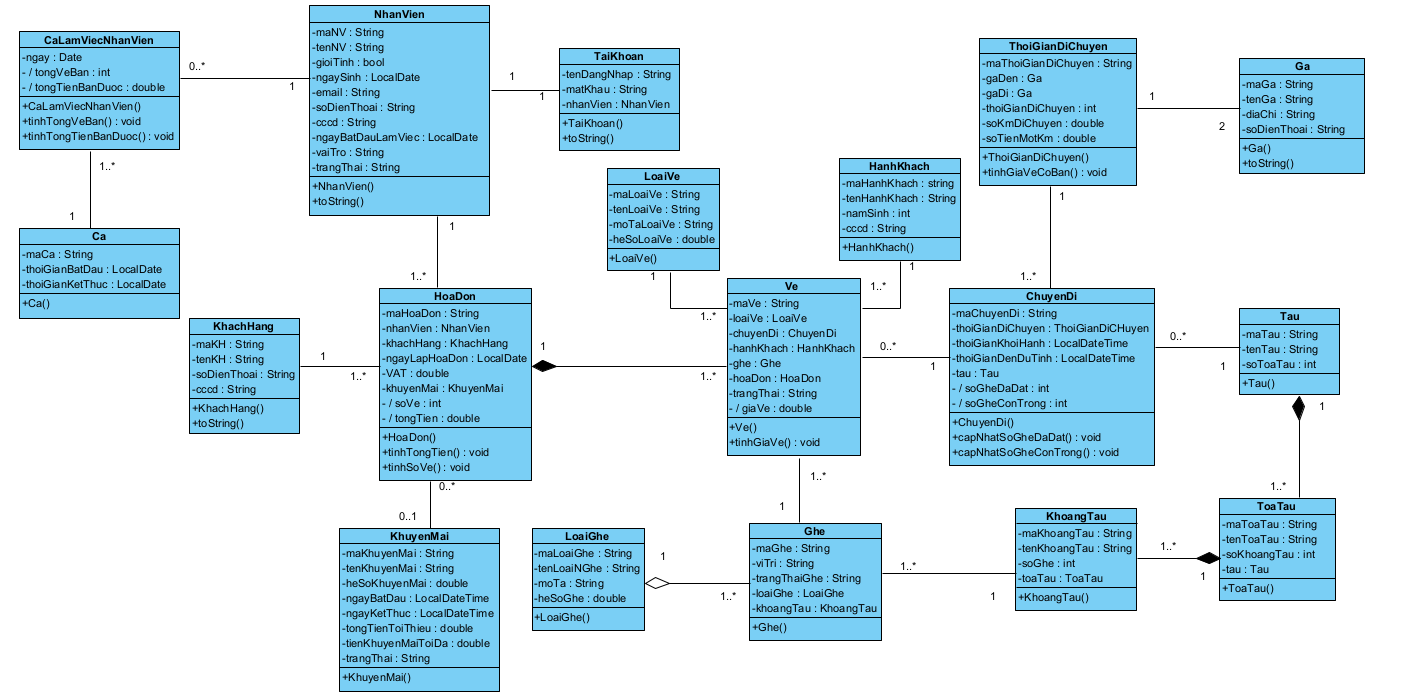 CaLamViecNhanVien
-ngay : Date
- / tongVeBan : int
- / tongTienBanDuoc : double
+CaLamViecNhanVien()
+tinhTongVeBan() : void
+tinhTongTienBanDuoc() : void
0..*
1
1..*
1
Ca
-maCa : String
-thoiGianBatDau : LocalDate
-thoiGianKetThuc : LocalDate
+Ca()
NhanVien
-maNV : String
-tenNV : String
-gioiTinh : bool
-ngaySinh : LocalDate
-email : String
-soDienThoai : String
-cccd : String
-ngayBatDauLamViec : LocalDate
-vaiTro : String
-trangThai : String
+NhanVien()
+toString()
1
1
TaiKhoan
-tenDangNhap : String
-matKhau : String
-nhanVien : NhanVien
+TaiKhoan()
+toString()
1
1..*
LoaiVe
-maLoaiVe : String
-tenLoaiVe : String
-moTaLoaiVe : String
-heSoLoaiVe : double
+LoaiVe()
1
1..*
HanhKhach
-maHanhKhach : string
-tenHanhKhach : String
-namSinh : int
-cccd : String
+HanhKhach()
1
1..*
ThoiGianDiChuyen
-maThoiGianDiChuyen : String
-gaDen : Ga
-gaDi : Ga
-thoiGianDiChuyen : int
-soKmDiChuyen : double
-soTienMotKm : double
+ThoiGianDiChuyen()
+tinhGiaVeCoBan() : void
1
2
Ga
-maGa : String
-tenGa : String
-diaChi : String
-soDienThoai : String
+Ga()
+toString()
1
1..*
KhachHang
-maKH : String
-tenKH : String
-soDienThoai : String
-cccd : String
+KhachHang()
+toString()
1
1..*
HoaDon
-maHoaDon : String
-nhanVien : NhanVien
-khachHang : KhachHang
-ngayLapHoaDon : LocalDate
-VAT : double
-khuyenMai : KhuyenMai
- / soVe : int
- / tongTien : double
+HoaDon()
+tinhTongTien() : void
+tinhSoVe() : void
1
1..*
Ve
-maVe : String
-loaiVe : LoaiVe
-chuyenDi : ChuyenDi
-hanhKhach : HanhKhach
-ghe : Ghe
-hoaDon : HoaDon
-trangThai : String
- / giaVe : double
+Ve()
+tinhGiaVe() : void
0..*
1
ChuyenDi
-maChuyenDi : String
-thoiGianDiChuyen : ThoiGianDiCHuyen
-thoiGianKhoiHanh : LocalDateTime
-thoiGianDenDuTinh : LocalDateTime
-tau : Tau
- / soGheDaDat : int
- / soGheConTrong : int
+ChuyenDi()
+capNhatSoGheDaDat() : void
+capNhatSoGheConTrong() : void
0..*
1
Tau
-maTau : String
-tenTau : String
-soToaTau : int
+Tau()
1
1..*
0..*
0..1
KhuyenMai
-maKhuyenMai : String
-tenKhuyenMai : String
-heSoKhuyenMai : double
-ngayBatDau : LocalDateTime
-ngayKetThuc : LocalDateTime
-tongTienToiThieu : double
-tienKhuyenMaiToiDa : double
-trangThai : String
+KhuyenMai()
LoaiGhe
-maLoaiGhe : String
-tenLoaiNGhe : String
-moTa : String
-heSoGhe : double
+LoaiGhe()
1
1..*
1..*
1
Ghe
-maGhe : String
-viTri : String
-trangThaiGhe : String
-loaiGhe : LoaiGhe
-khoangTau : KhoangTau
+Ghe()
1..*
1
KhoangTau
-maKhoangTau : String
-tenKhoangTau : String
-soGhe : int
-toaTau : ToaTau
+KhoangTau()
1..*
1
ToaTau
-maToaTau : String
-tenToaTau : String
-soKhoangTau : int
-tau : Tau
+ToaTau()